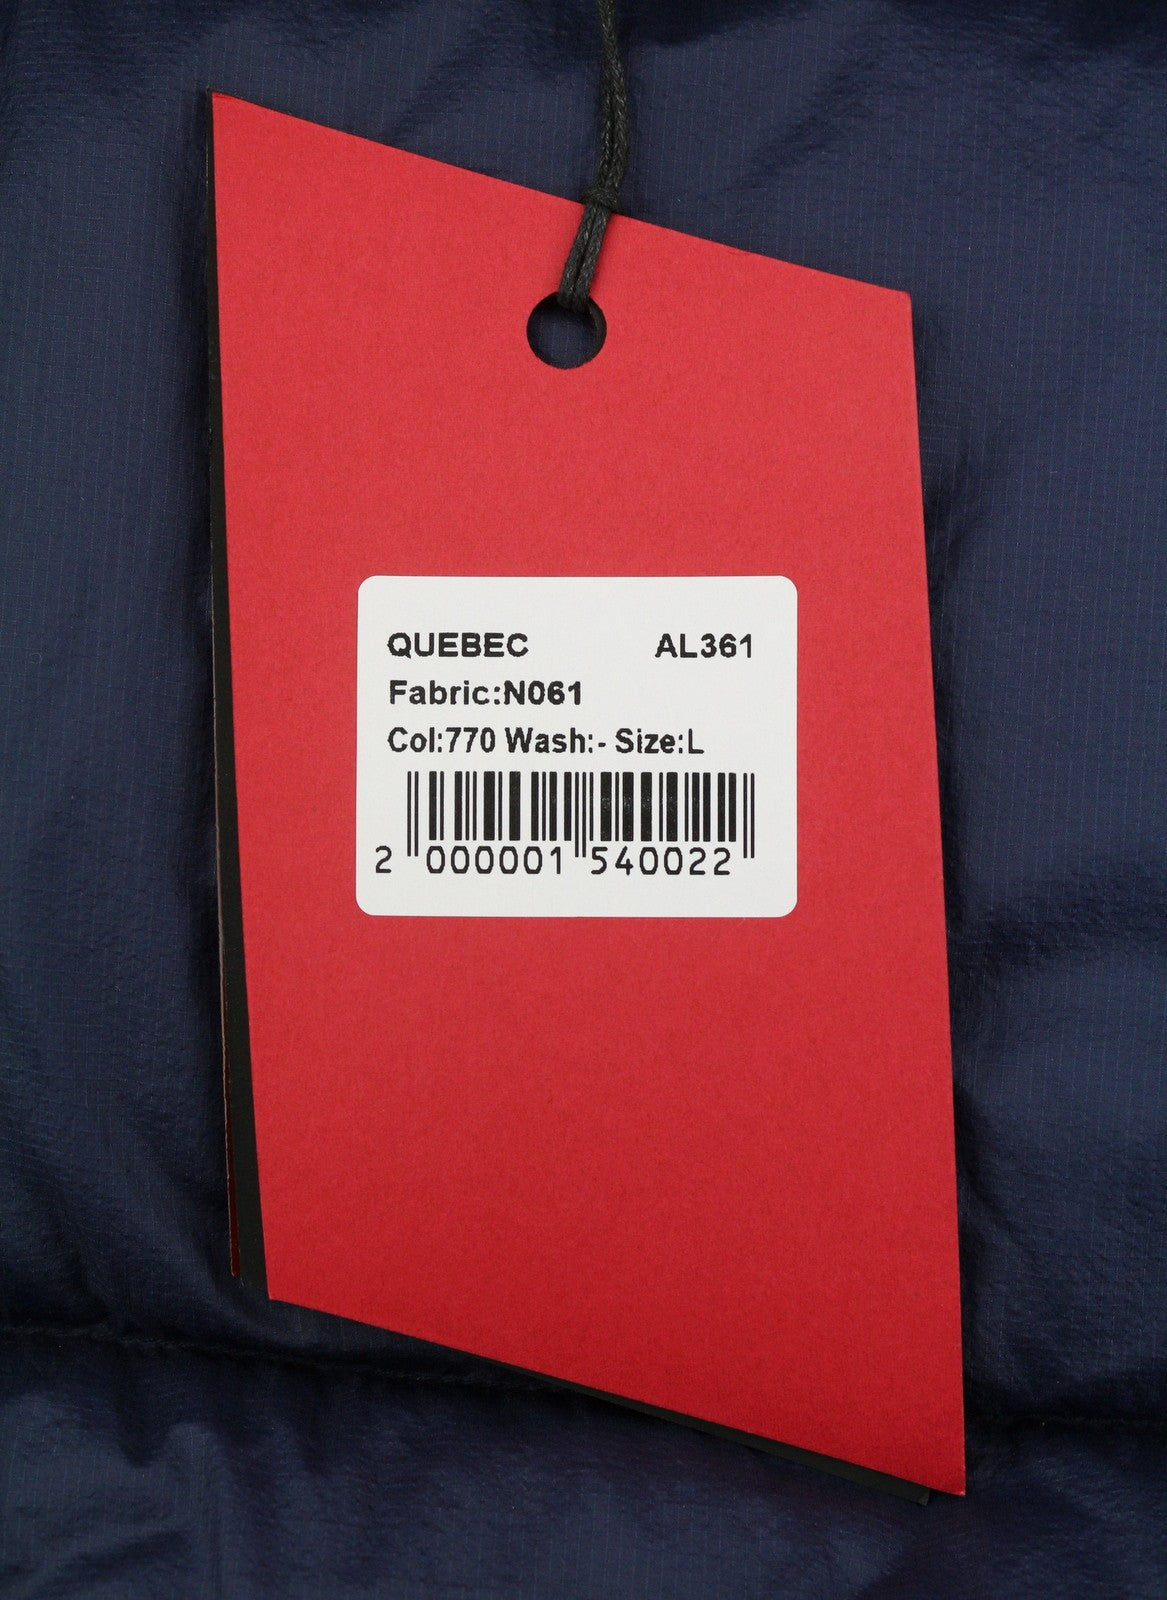 QUEBEC AL361
Fabric:N061
Col:770 Wash:- Size:L
2 000001 540022